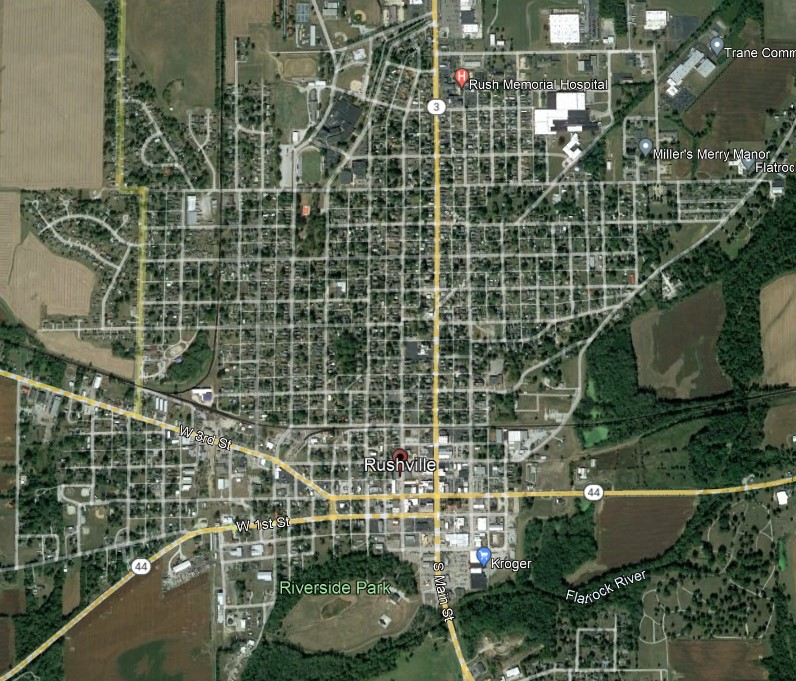 Trane Comm
H
Rush Memorial Hospital
3
Miller's Merry Manor
Flatroc
W 3rd St
Rushville
44
W 1st St
44
Kroger
Riverside Park
Flatrock River
S Main St